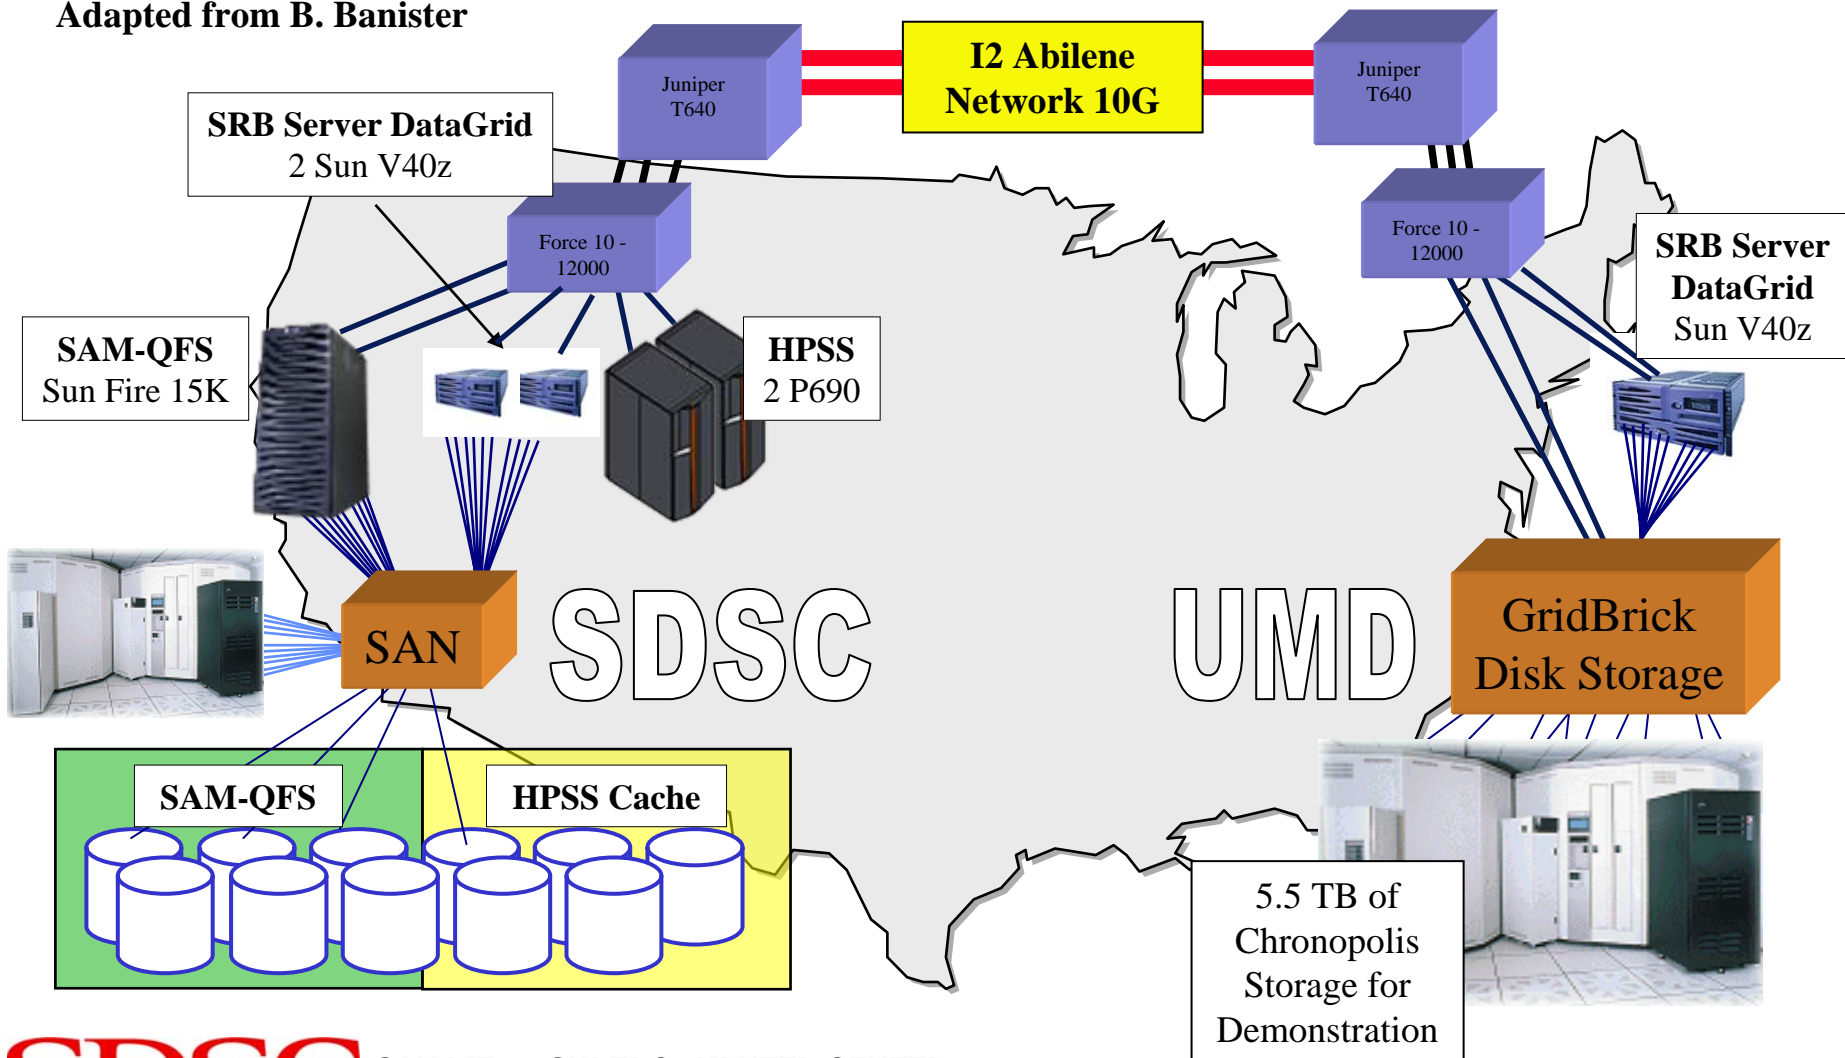 Adapted from B. Banister
I2 Abilene
Network 10G
Juniper
T640
Juniper
T640
SRB Server DataGrid
2 Sun V40z
Force 10 -
12000
Force 10 -
12000
SRB Server
DataGrid
Sun V40z
SAM-QFS
Sun Fire 15K
HPSS
2 P690
SAN
SDSC
UMD
GridBrick
Disk Storage
SAM-QFS
HPSS Cache
5.5 TB of
Chronopolis
Storage for
Demonstration
SDSC